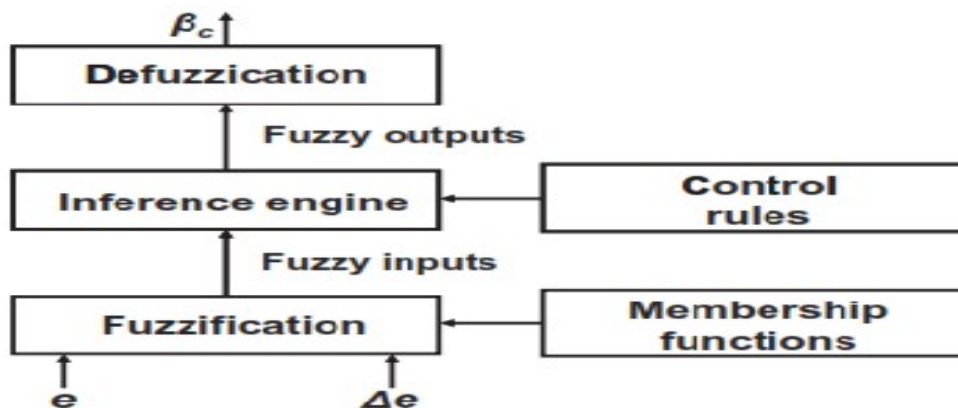 βc
Defuzzication
Fuzzy outputs
Inference engine
Control
rules
Fuzzy inputs
Fuzzification
Membership
functions
e
Δe